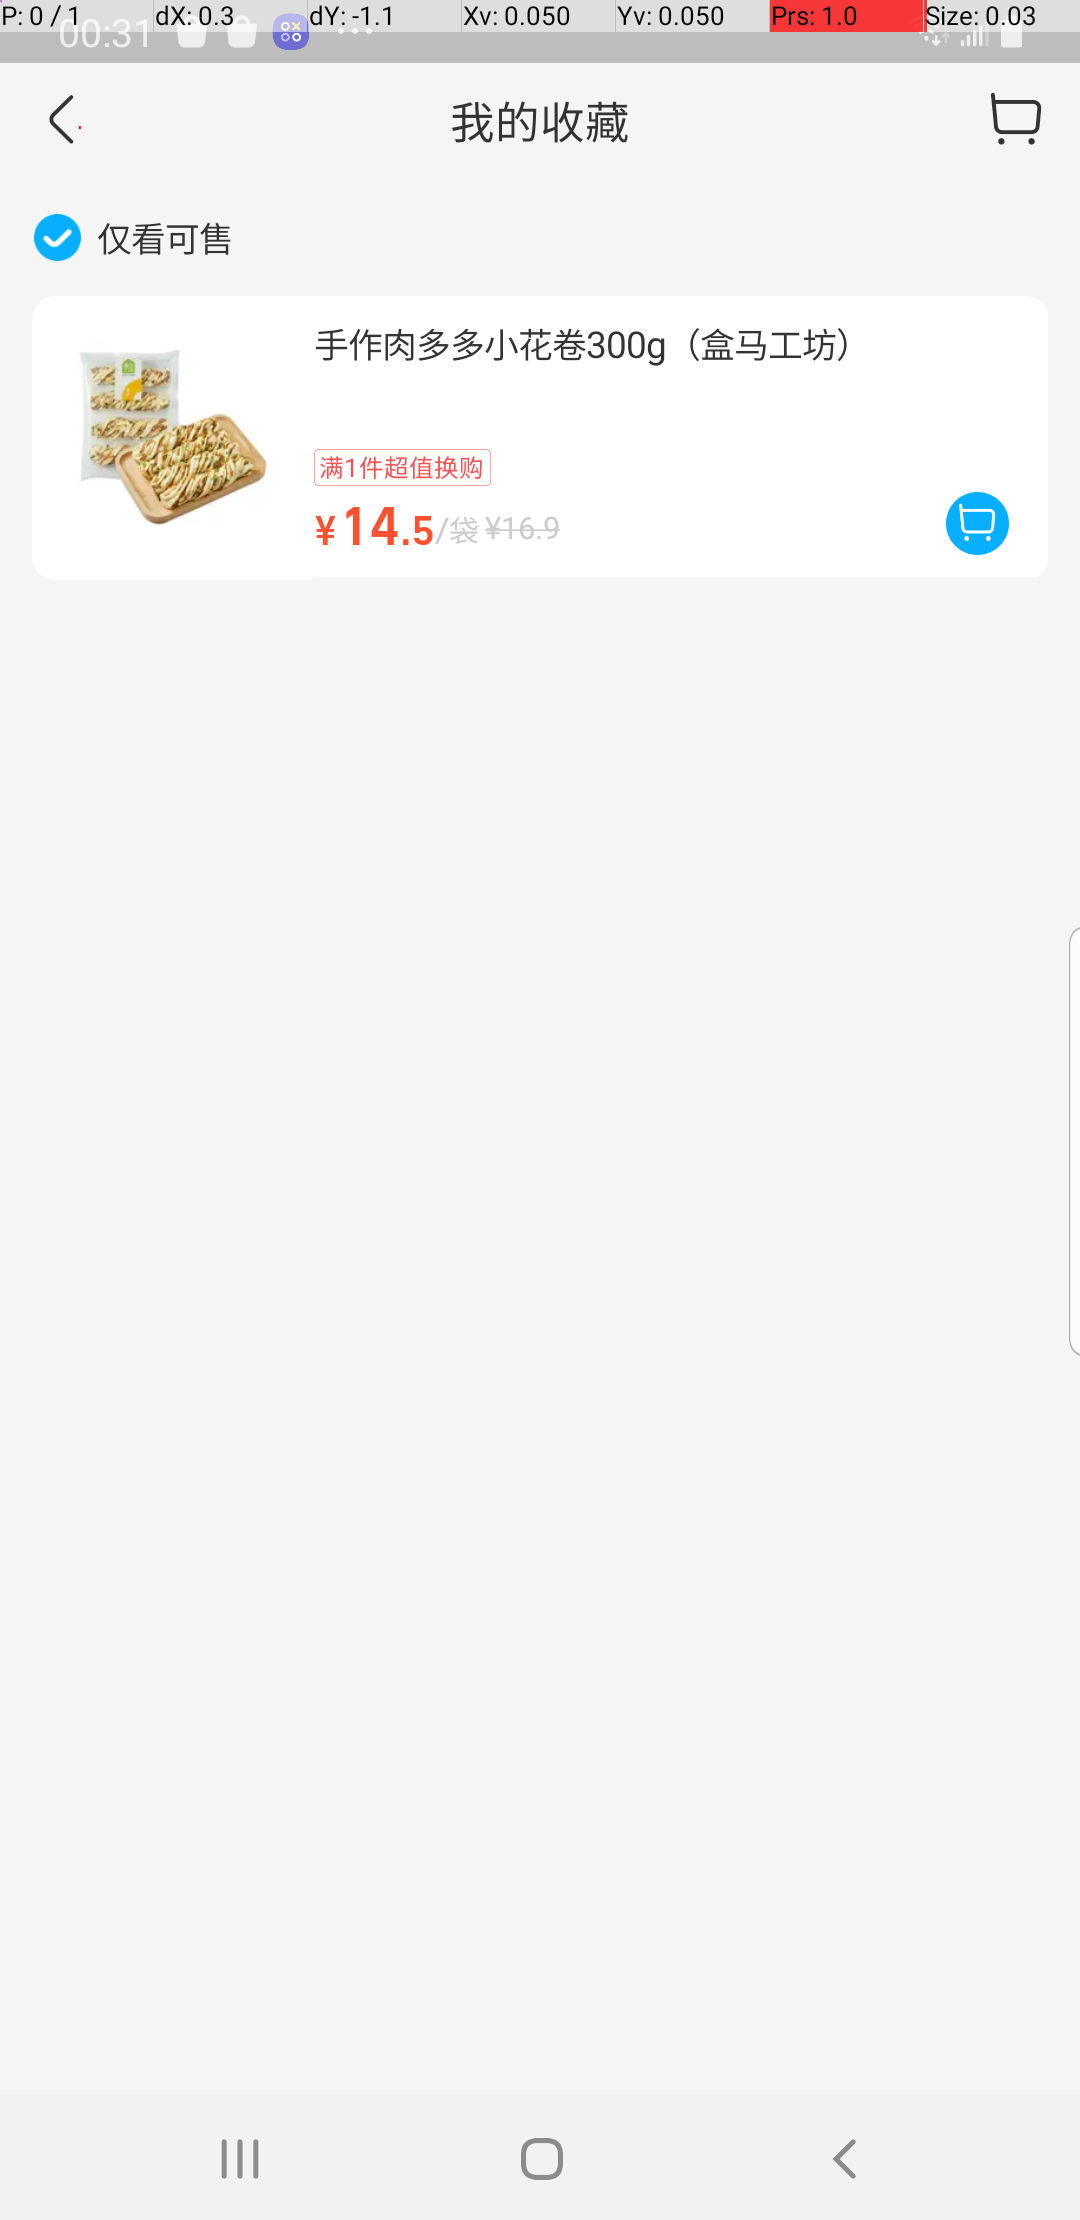 P: 0 / 1 dX: 0.3 dY: -1.1 Xv: 0.050 Yv: 0.050 Prs: 1.0 Size: 0.03
00:31
我的收藏
仅看可售
手作肉多多小花卷300g（盒马工坊）
满1件超值换购
¥14.5/袋 ¥16.9